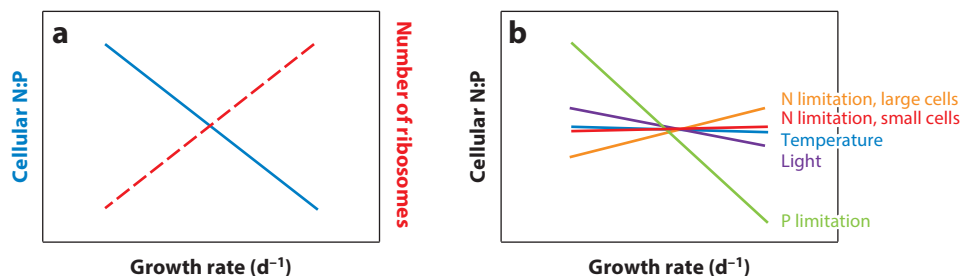 a
Cellular N:P
Number of ribosomes
Growth rate (d⁻¹)
b
Cellular N:P
N limitation, large cells
N limitation, small cells
Temperature
Light
P limitation
Growth rate (d⁻¹)